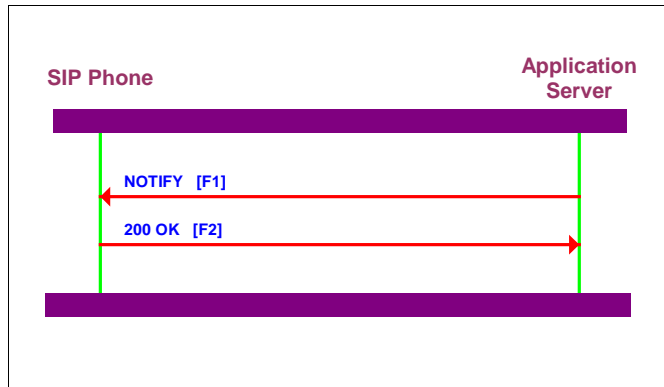 SIP Phone
Application
Server
NOTIFY [F1]
200 OK [F2]